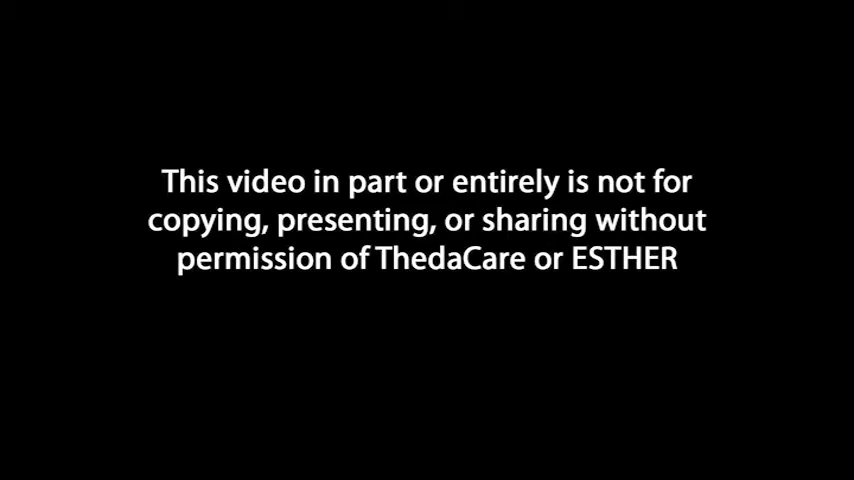 This video in part or entirely is not for
copying, presenting, or sharing without
permission of ThedaCare or ESTHER